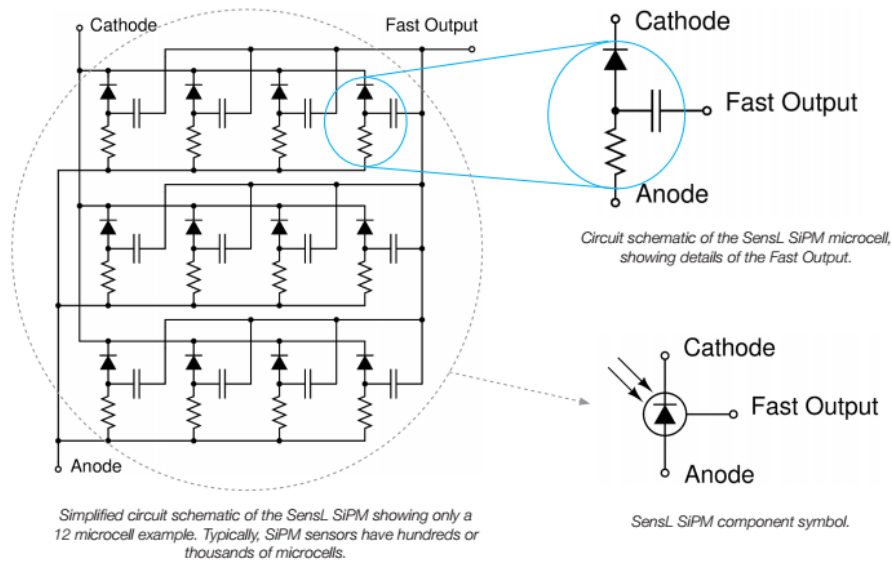 Cathode
Fast Output
Anode
Simplified circuit schematic of the SensL SiPM showing only a
12 microcell example. Typically, SiPM sensors have hundreds or
thousands of microcells.
Cathode
Fast Output
Anode
Circuit schematic of the SensL SiPM microcell,
showing details of the Fast Output.
Cathode
Fast Output
Anode
SensL SiPM component symbol.